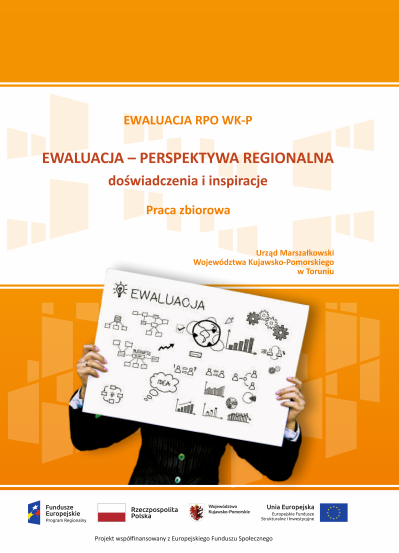 EWALUACJA RPO WK-P
EWALUACJA – PERSPEKTYWA REGIONALNA
doświadczenia i inspiracje
Praca zbiorowa
Urząd Marszałkowski
Województwa Kujawsko-Pomorskiego
w Toruniu
EWALUACJA
BUSINESS
IDEA
Fundusze
Europejskie
Program Regionalny
Rzeczpospolita
Polska
Województwo
Kujawsko-Pomorskie
Unia Europejska
Europejskie Fundusze
Strukturalne i Inwestycyjne
Projekt współfinansowany z Europejskiego Funduszu Społecznego